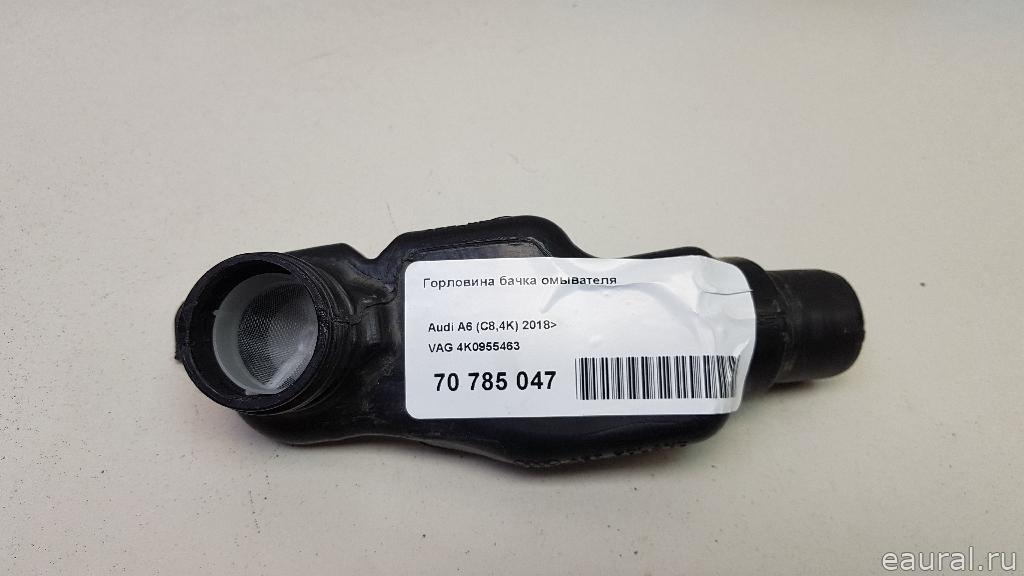 Горловина бачка омывателя
Audi A6 (C8,4K) 2018>
VAG 4K0955463
70 785 047
eaural.ru